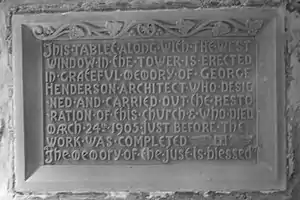 THIS TABLET ALONG WITH THE WEST
WINDOW IN THE TOWER IS ERECTED
IN GRATEFUL MEMORY OF GEORGE
HENDERSON ARCHITECT WHO DESIG
NED AND CARRIED OUT THE RESTO
RATION OF THIS CHURCH & WHO DIED
MARCH 24TH 1905 JUST BEFORE THE
WORK WAS COMPLETED
"THE MEMORY OF THE JUST IS BLESSED"